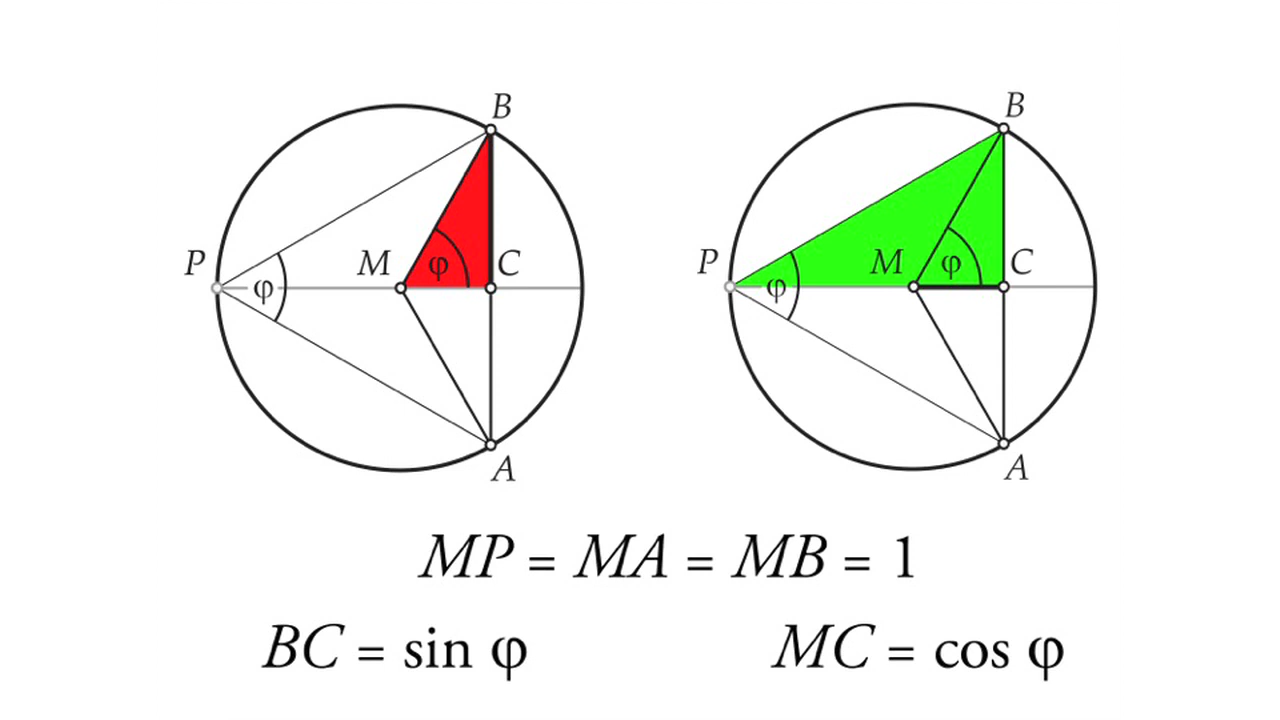 B B
P M φ C P M φ C
φ φ
A A
MP = MA = MB = 1
BC = sin φ MC = cos φ